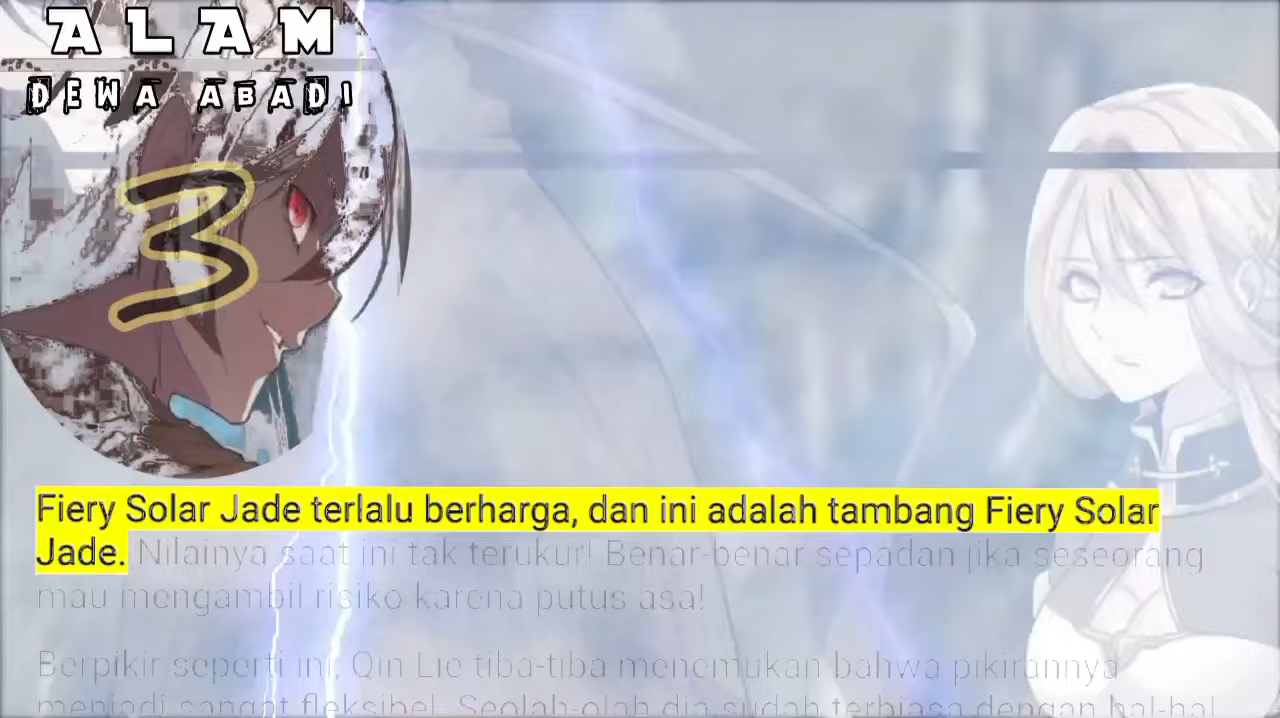 ALAM
DEWA ABADI
3
Fiery Solar Jade terlalu berharga, dan ini adalah tambang Fiery Solar
Jade. Nilainya saat ini tak terukur! Benar-benar sepadan jika seseorang
mau mengambil risiko karena putus asa!
Berpikir seperti ini, Qin Lie tiba-tiba menemukan bahwa pikirannya
menjadi sangat fleksibel. Seolah-olah dia sudah terbiasa dengan hal-hal